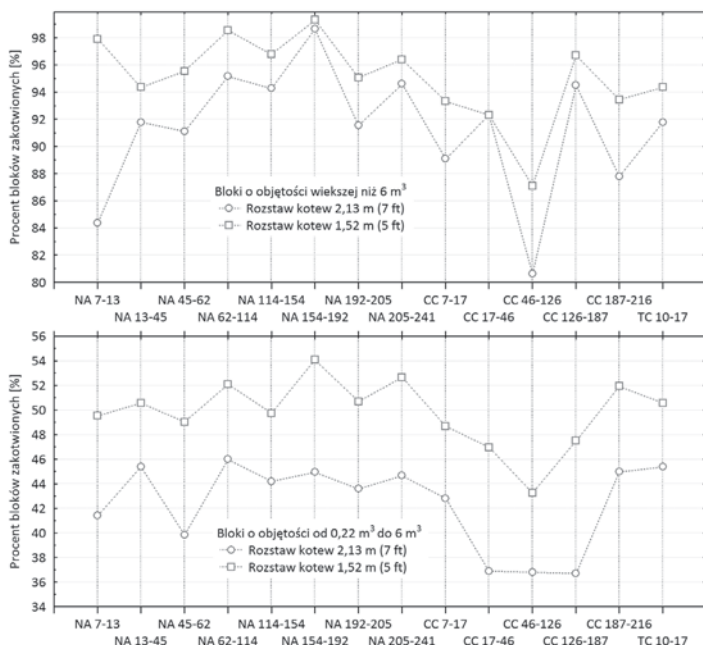 Procent bloków zakotwionych [%]
98
96
94
92
90
88
86
84
82
80
Bloki o objętości wiekszej niż 6 m³
Rozstaw kotew 2,13 m (7 ft)
Rozstaw kotew 1,52 m (5 ft)
NA 7-13 NA 45-62 NA 114-154 NA 192-205 CC 7-17 CC 46-126 CC 187-216
NA 13-45 NA 62-114 NA 154-192 NA 205-241 CC 17-46 CC 126-187 TC 10-17
Procent bloków zakotwionych [%]
56
54
52
50
48
46
44
42
40
38
36
34
Bloki o objętości od 0,22 m³ do 6 m³
Rozstaw kotew 2,13 m (7 ft)
Rozstaw kotew 1,52 m (5 ft)
NA 7-13 NA 45-62 NA 114-154 NA 192-205 CC 7-17 CC 46-126 CC 187-216
NA 13-45 NA 62-114 NA 154-192 NA 205-241 CC 17-46 CC 126-187 TC 10-17